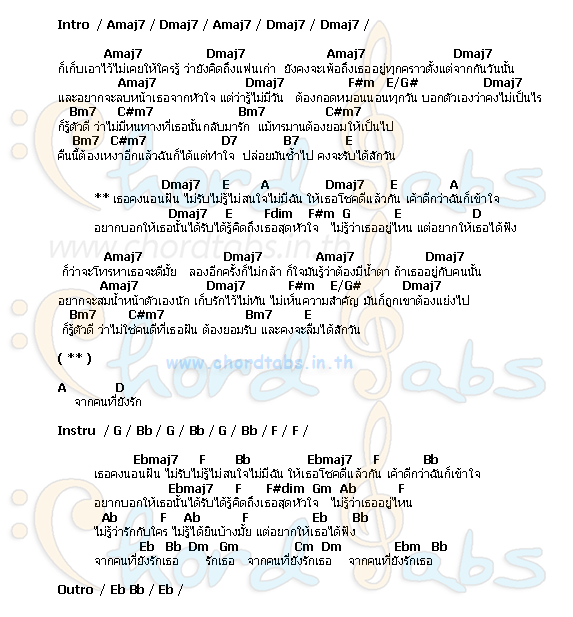 Intro / Amaj7 / Dmaj7 / Amaj7 / Dmaj7 / Dmaj7 /
Amaj7 Dmaj7 Amaj7 Dmaj7
ก็เก็บเอาไว้ไม่เคยให้ใครรู้ ว่ายังคิดถึงแฟนเก่า ยังคงจะเพ้อถึงเธออยู่ทุกคราวตั้งแต่จากกันวันนั้น
Amaj7 Dmaj7 F#m E/G# Dmaj7
และอยากจะลบหน้าเธอจากหัวใจ แต่ว่ารู้ไม่มีวัน ต้องกอดหมอนนอนทุกวัน บอกตัวเองว่าคงไม่เป็นไร
Bm7 C#m7 Bm7 C#m7
ก็รู้ตัวดี ว่าไม่มีหนทางที่เธอนั้นกลับมารัก แม้ทรมานต้องยอมให้เป็นไป
Bm7 C#m7 D7 B7 E
คืนนี้ต้องเหงาอีกแล้วฉันก็ได้แต่ทำใจ ปล่อยมันช้ำไป คงจะรับได้สักวัน
Dmaj7 E A Dmaj7 E A
** เธอคงนอนฝัน ไม่รับไม่รู้ไม่สนใจไม่มีฉัน ให้เธอโชคดีแล้วกัน เค้าดีกว่าฉันก็เข้าใจ
Dmaj7 E Fdim F#m G E D
อยากบอกให้เธอนั้นได้รับได้รู้คิดถึงเธอสุดหัวใจ ไม่รู้ว่าเธออยู่ไหน แต่อยากให้เธอได้ฟัง
www.chordtabs.in.th
Amaj7 Dmaj7 Amaj7 Dmaj7
ก็ว่าจะโทรหาเธอจะดีมั้ย ลองอีกครั้งก็ไม่กล้า ก็ใจมันรู้ว่าต้องมีน้ำตา ถ้าเธออยู่กับคนนั้น
Amaj7 Dmaj7 F#m E/G# Dmaj7
อยากจะสมน้ำหน้าตัวเองนัก เก็บรักไว้ไม่ทัน ไม่เห็นความสำคัญ มันก็ถูกเขาต้องแย่งไป
Bm7 C#m7 Bm7 E
ก็รู้ตัวดี ว่าไม่ใช่คนดีที่เธอฝัน ต้องยอมรับ และคงจะลืมได้สักวัน
( ** )
www.chordtabs.in.th
A D
จากคนที่ยังรัก
Instru / G / Bb / G / Bb / G / Bb / F / F /
Ebmaj7 F Bb Ebmaj7 F Bb
เธอคงนอนฝัน ไม่รับไม่รู้ไม่สนใจไม่มีฉัน ให้เธอโชคดีแล้วกัน เค้าดีกว่าฉันก็เข้าใจ
Ebmaj7 F F#dim Gm Ab F
อยากบอกให้เธอนั้นได้รับได้รู้คิดถึงเธอสุดหัวใจ ไม่รู้ว่าเธออยู่ไหน
Ab F Ab F Eb Bb
ไม่รู้ว่ารักกับใคร ไม่รู้ได้ยินบ้างมั้ย แต่อยากให้เธอได้ฟัง
Eb Bb Dm Gm Cm Dm Ebm Bb
จากคนที่ยังรักเธอ รักเธอ จากคนที่ยังรักเธอ จากคนที่ยังรักเธอ
Outro / Eb Bb / Eb /
Chord Tabs